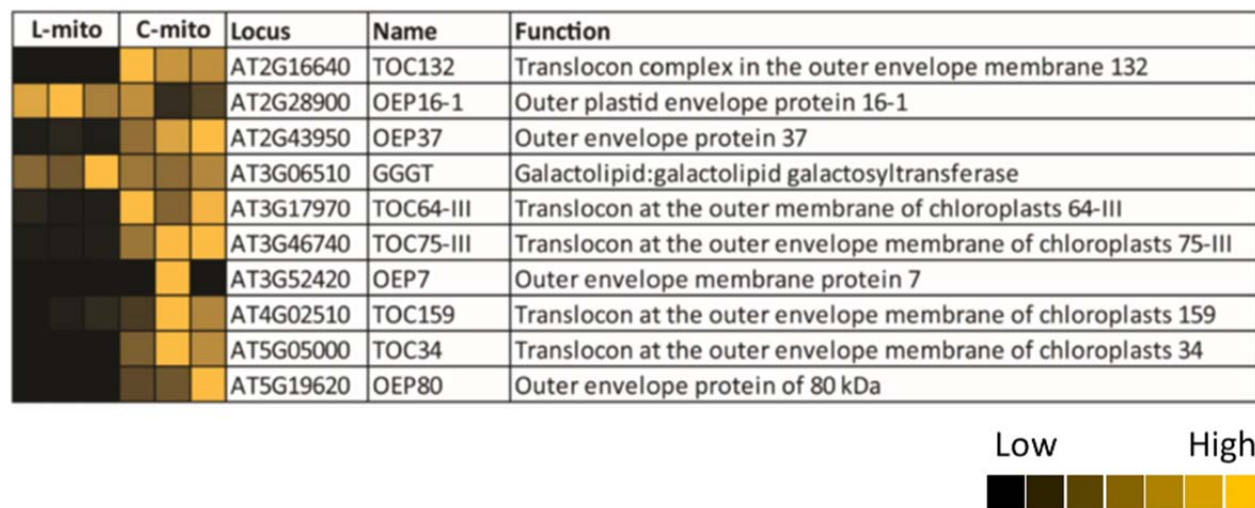 L-mito C-mito Locus Name Function
AT2G16640 TOC132 Translocon complex in the outer envelope membrane 132
AT2G28900 OEP16-1 Outer plastid envelope protein 16-1
AT2G43950 OEP37 Outer envelope protein 37
AT3G06510 GGGT Galactolipid:galactolipid galactosyltransferase
AT3G17970 TOC64-III Translocon at the outer membrane of chloroplasts 64-III
AT3G46740 TOC75-III Translocon at the outer envelope membrane of chloroplasts 75-III
AT3G52420 OEP7 Outer envelope membrane protein 7
AT4G02510 TOC159 Translocon at the outer envelope membrane of chloroplasts 159
AT5G05000 TOC34 Translocon at the outer envelope membrane of chloroplasts 34
AT5G19620 OEP80 Outer envelope protein of 80 kDa
Low High